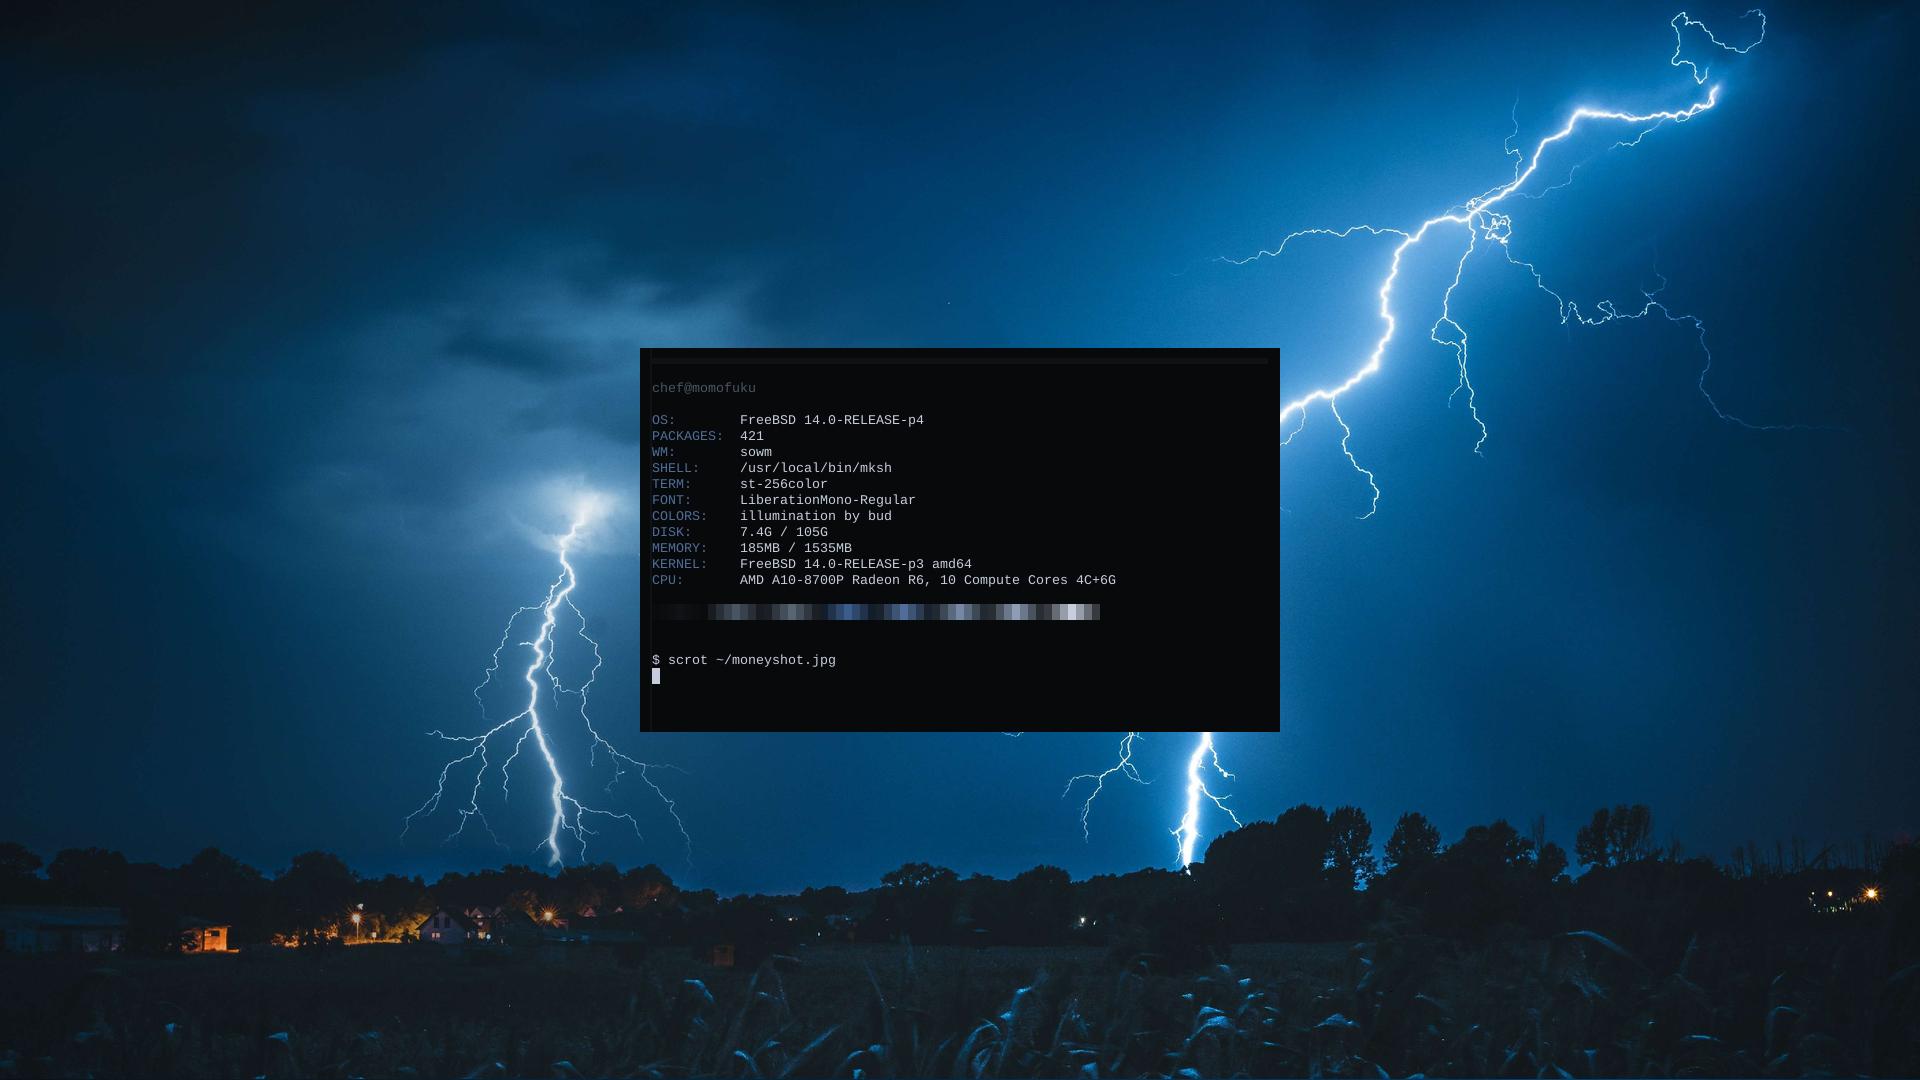 chef@momofuku
OS: FreeBSD 14.0-RELEASE-p4
PACKAGES: 421
WM: sowm
SHELL: /usr/local/bin/mksh
TERM: st-256color
FONT: LiberationMono-Regular
COLORS: illumination by bud
DISK: 7.4G / 105G
MEMORY: 185MB / 1535MB
KERNEL: FreeBSD 14.0-RELEASE-p3 amd64
CPU: AMD A10-8700P Radeon R6, 10 Compute Cores 4C+6G
$ scrot ~/moneyshot.jpg